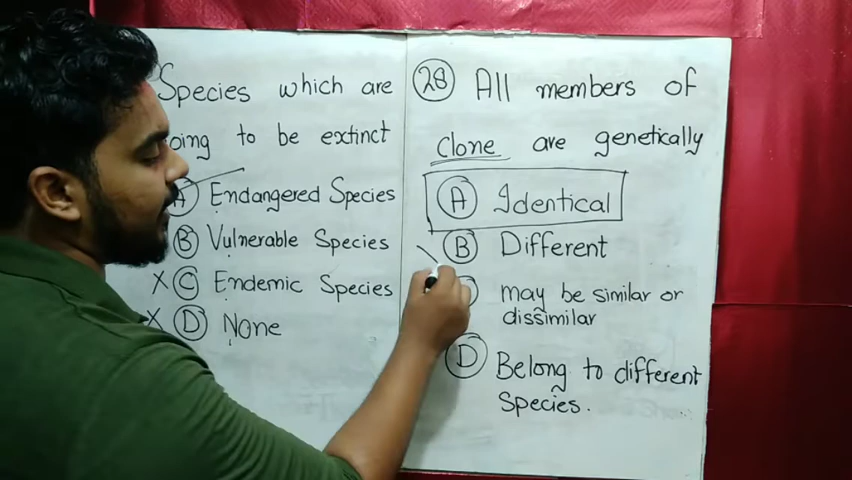 Species which are
oing to be extinct
A Endangered Species
B Vulnerable Species
X C Endemic Species
X D None
28 All members of
clone are genetically
A Identical
B Different
may be similar or
dissimilar
D Belong to different
Species.